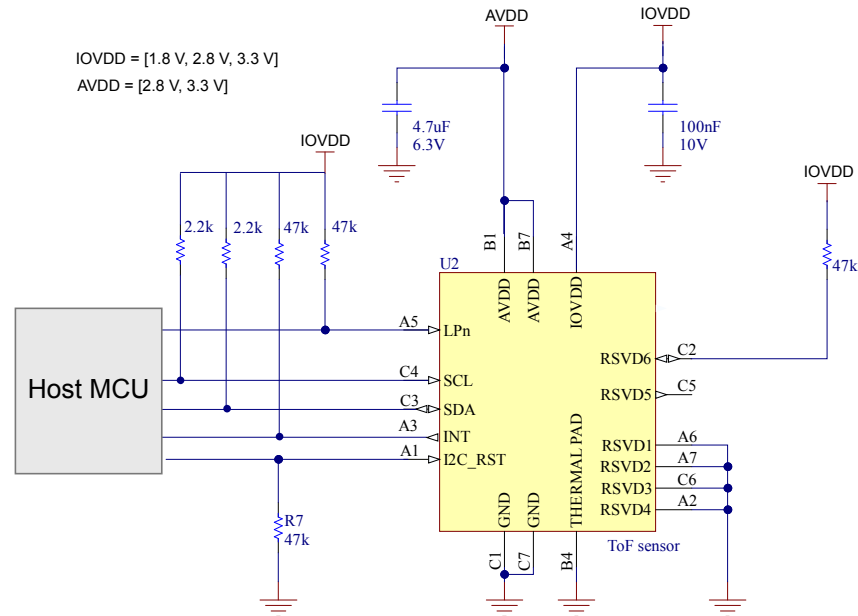 AVDD
IOVDD
IOVDD = [1.8 V, 2.8 V, 3.3 V]
AVDD = [2.8 V, 3.3 V]
4.7uF
6.3V
100nF
10V
IOVDD
IOVDD
2.2k
2.2k
47k
47k
47k
B1
B7
A4
U2
AVDD
AVDD
IOVDD
Host MCU
A5
LPn
C4
SCL
C3
SDA
A3
INT
A1
I2C_RST
RSVD6
C2
RSVD5
C5
RSVD1
A6
RSVD2
A7
RSVD3
C6
RSVD4
A2
GND
GND
THERMAL PAD
R7
47k
C1
C7
B4
ToF sensor